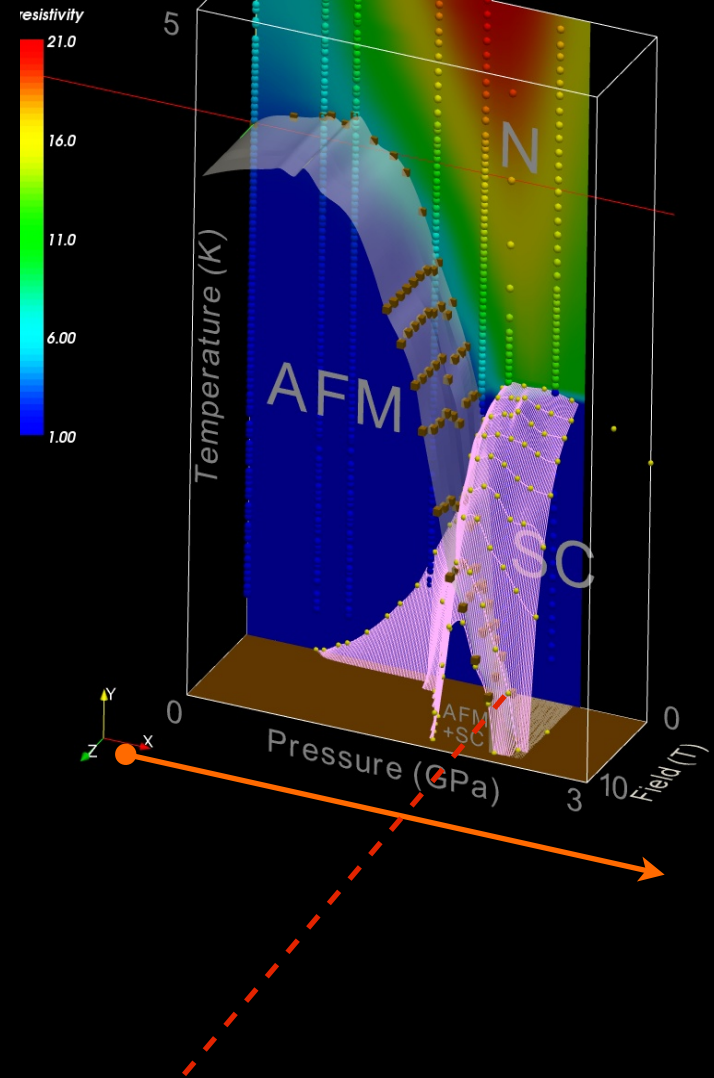 resistivity
21.0
16.0
11.0
6.00
1.00
5
N
Temperature (K)
AFM
SC
AFM
+SC
Y
X
Z
0
Pressure (GPa)
3
10
0
Field (T)